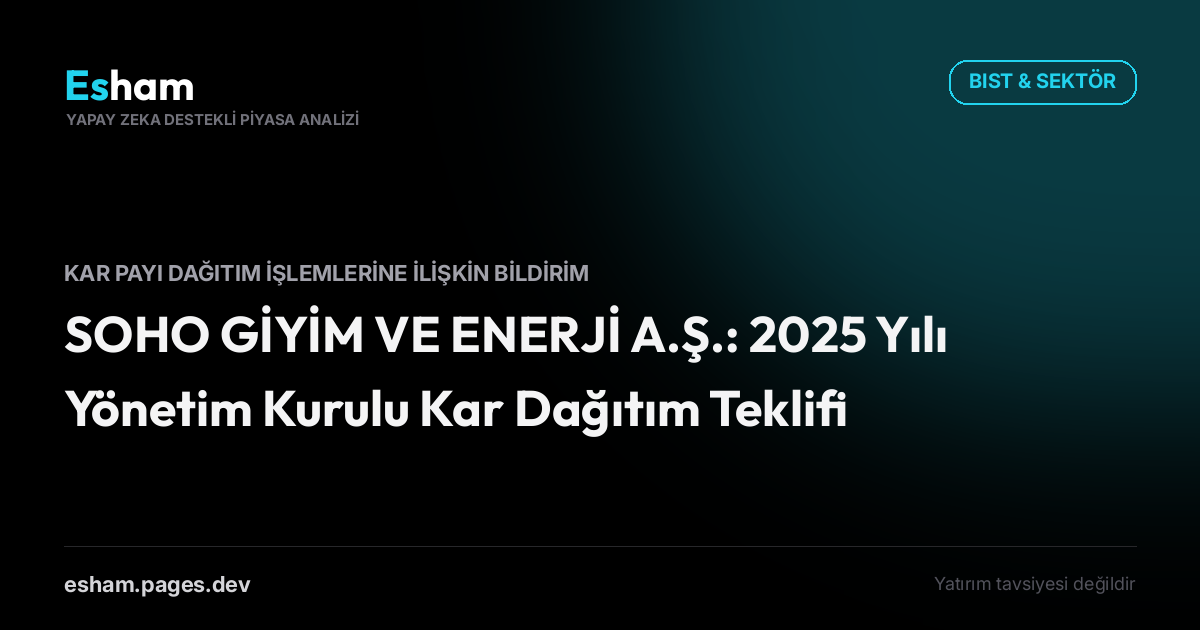 Esham
BIST & SEKTÖR
YAPAY ZEKA DESTEKLİ PİYASA ANALİZİ
KAR PAYI DAĞITIM İŞLEMLERİNE İLİŞKİN BİLDİRİM
SOHO GİYİM VE ENERJİ A.Ş.: 2025 Yılı
Yönetim Kurulu Kar Dağıtım Teklifi
esham.pages.dev
Yatırım tavsiyesi değildir